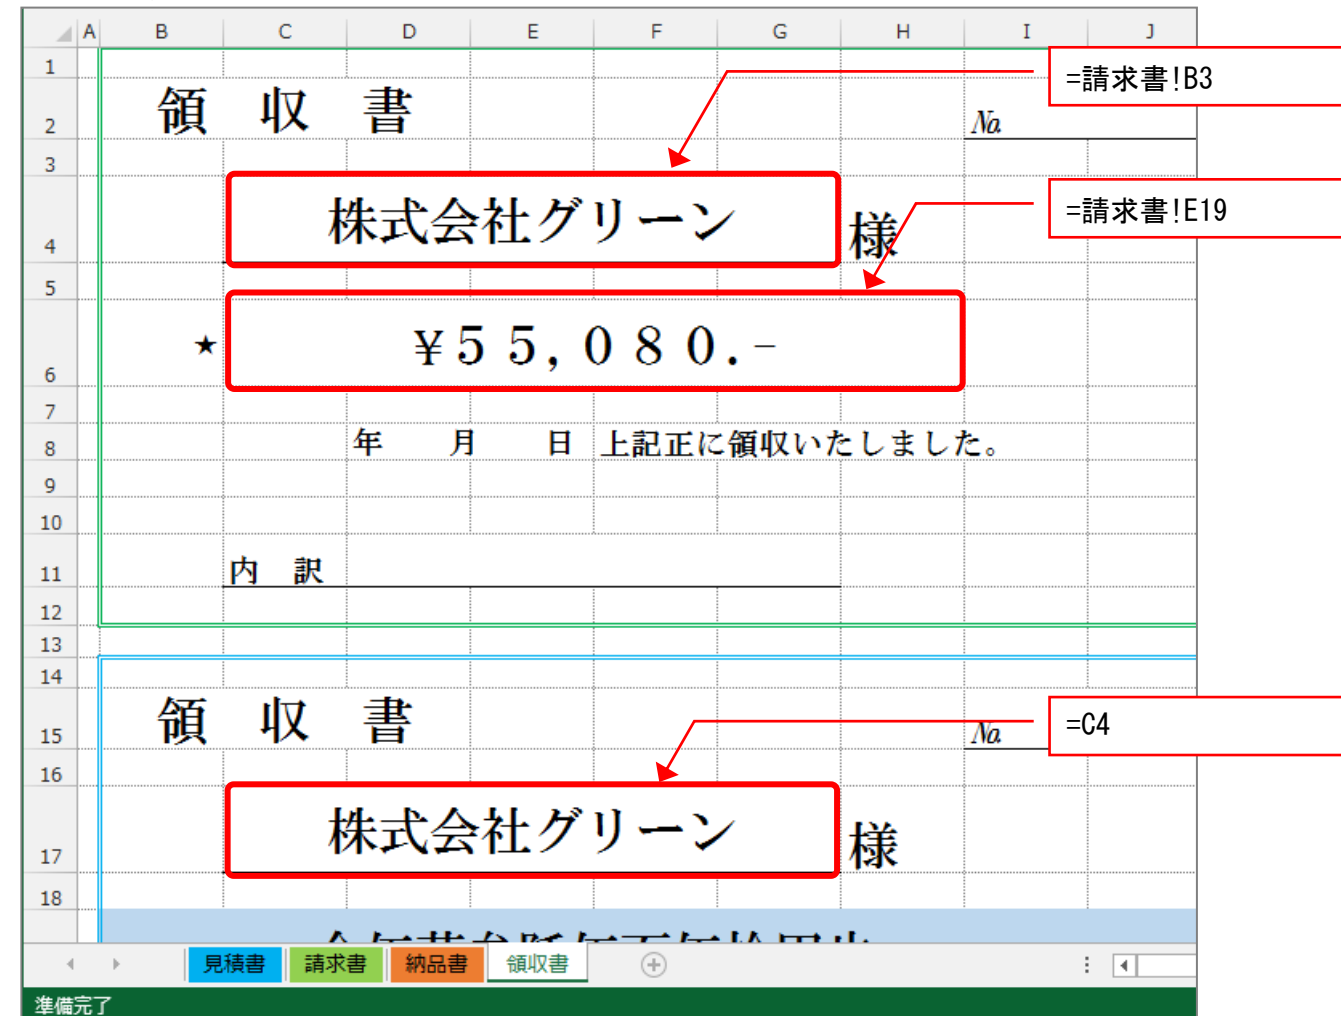 A B C D E F G H I J
1
=請求書!B3
2 領 収 書 №
3
=請求書!E19
4 株式会社グリーン 様
5
6 ★ ¥55,080.-
7
8 年 月 日 上記正に領収いたしました。
9
10
11 内 訳
12
13
14
15 領 収 書 №
=C4
16
17 株式会社グリーン 様
18
見積書 請求書 納品書 領収書
準備完了